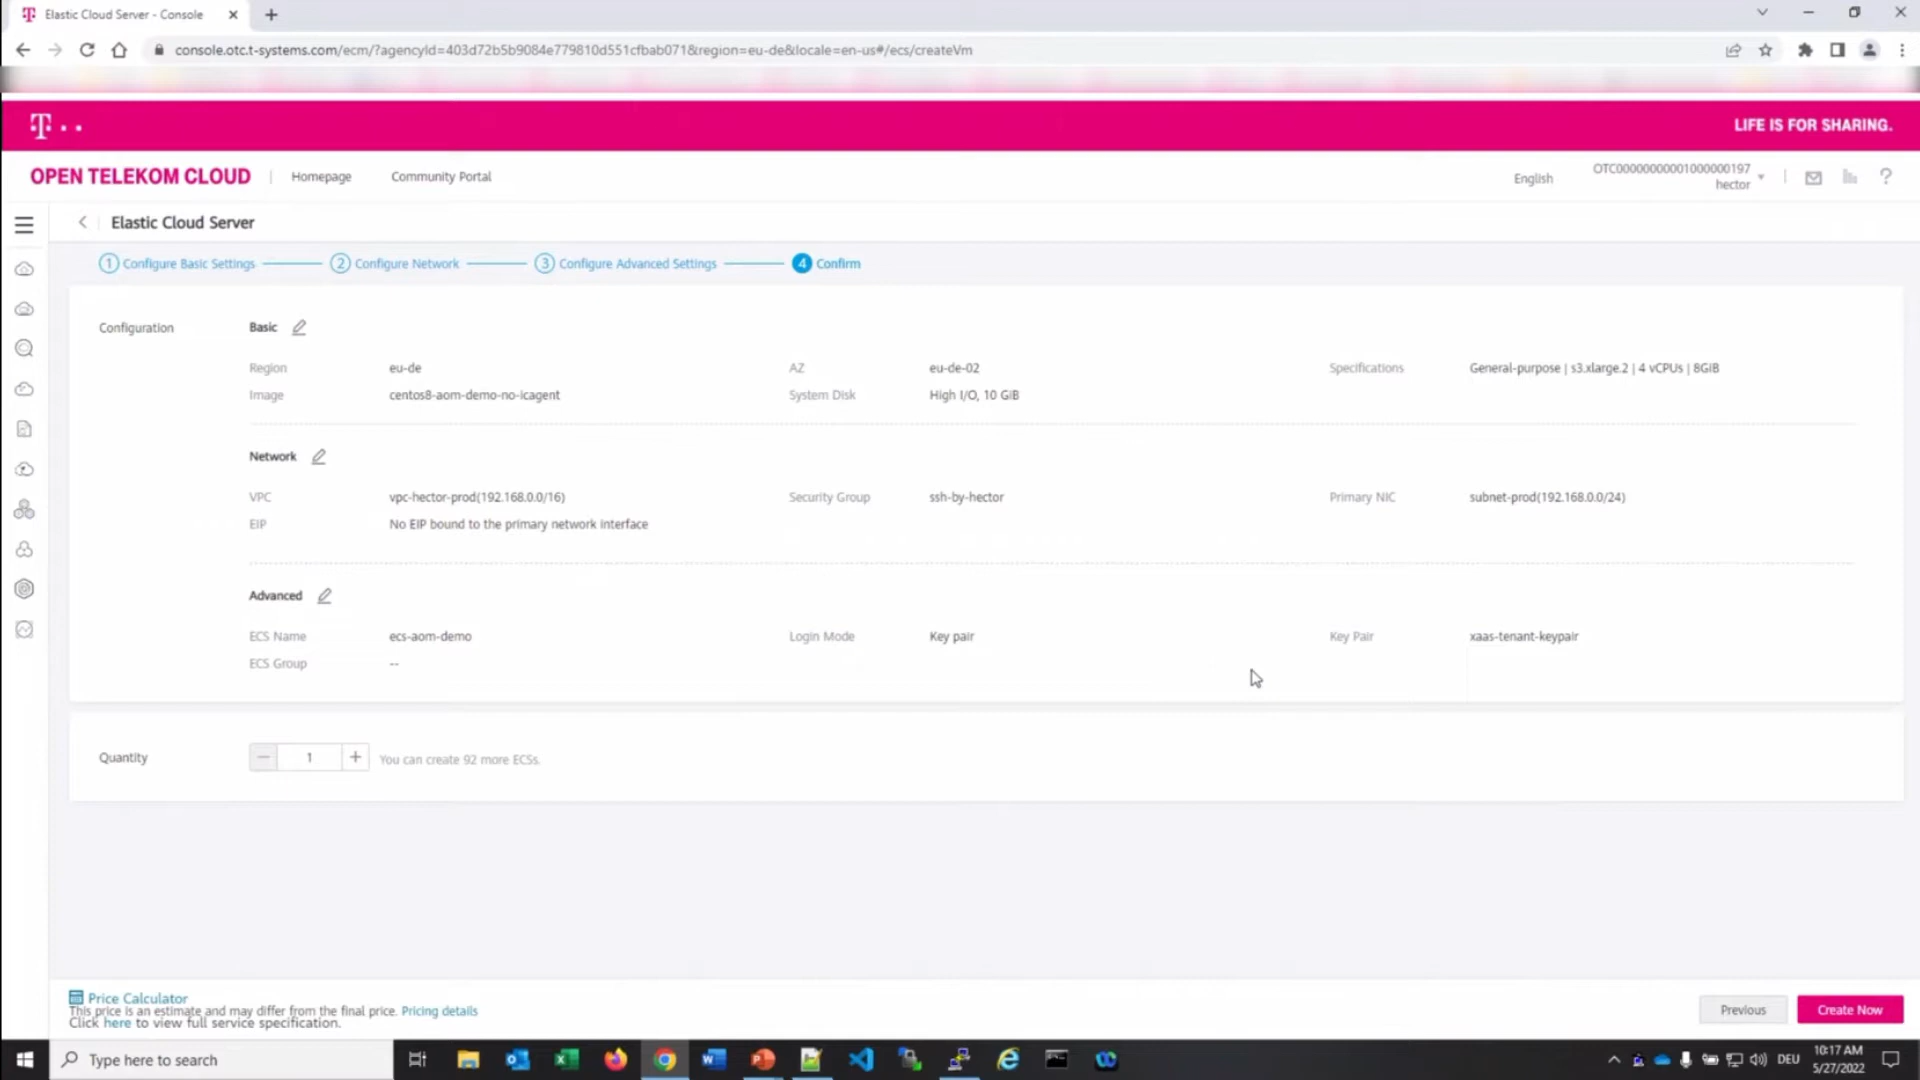 Elastic Cloud Server - Console
console.otc.t-systems.com/ecm/?agencyId=403d72b5b9084e779810d551cfbab071&region=eu-de&locale=en-us#/ecs/createVm
T
LIFE IS FOR SHARING.
OPEN TELEKOM CLOUD
Homepage
Community Portal
English
OTC00000000001000000197
hector
Elastic Cloud Server
1 Configure Basic Settings
2 Configure Network
3 Configure Advanced Settings
4 Confirm
Configuration
Basic
Region eu-de AZ eu-de-02 Specifications General-purpose | s3.xlarge.2 | 4 vCPUs | 8GiB
Image centos8-aom-demo-no-icagent System Disk High I/O, 10 GiB
Network
VPC vpc-hector-prod(192.168.0.0/16) Security Group ssh-by-hector Primary NIC subnet-prod(192.168.0.0/24)
EIP No EIP bound to the primary network interface
Advanced
ECS Name ecs-aom-demo Login Mode Key pair Key Pair xaas-tenant-keypair
ECS Group --
Quantity 1 You can create 92 more ECSs.
Price Calculator
This price is an estimate and may differ from the final price. Pricing details
Click here to view full service specification.
Previous
Create Now
Type here to search
DEU
10:17 AM
5/27/2022